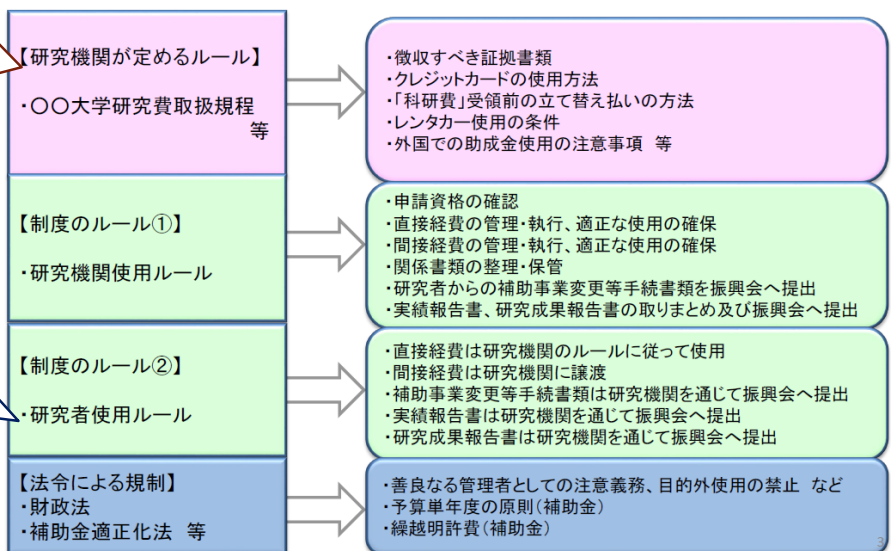 【研究機関が定めるルール】
・〇〇大学研究費取扱規程
等
・徴収すべき証拠書類
・クレジットカードの使用方法
・「科研費」受領前の立て替え払いの方法
・レンタカー使用の条件
・外国での助成金使用の注意事項 等
【制度のルール①】
・研究機関使用ルール
・申請資格の確認
・直接経費の管理・執行、適正な使用の確保
・間接経費の管理・執行、適正な使用の確保
・関係書類の整理・保管
・研究者からの補助事業変更等手続書類を振興会へ提出
・実績報告書、研究成果報告書の取りまとめ及び振興会へ提出
【制度のルール②】
・研究者使用ルール
・直接経費は研究機関のルールに従って使用
・間接経費は研究機関に譲渡
・補助事業変更等手続書類は研究機関を通じて振興会へ提出
・実績報告書は研究機関を通じて振興会へ提出
・研究成果報告書は研究機関を通じて振興会へ提出
【法令による規制】
・財政法
・補助金適正化法 等
・善良なる管理者としての注意義務、目的外使用の禁止 など
・予算単年度の原則(補助金)
・繰越明許費(補助金)
3